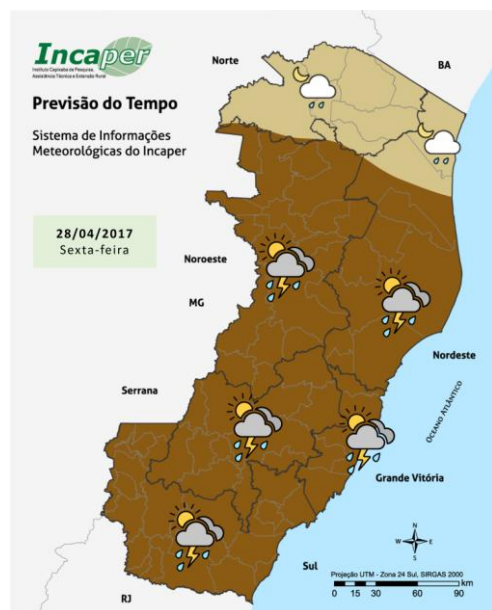 Incaper
Instituto Capixaba de Pesquisa,
Assistência Técnica e Extensão Rural
Previsão do Tempo
Sistema de Informações
Meteorológicas do Incaper
28/04/2017
Sexta-feira
Norte
BA
Noroeste
MG
Nordeste
Serrana
OCEANO ATLÂNTICO
Grande Vitória
N
W
E
S
Sul
Projeção UTM - Zona 24 Sul, SIRGAS 2000
km
0 15 30 60 90
RJ